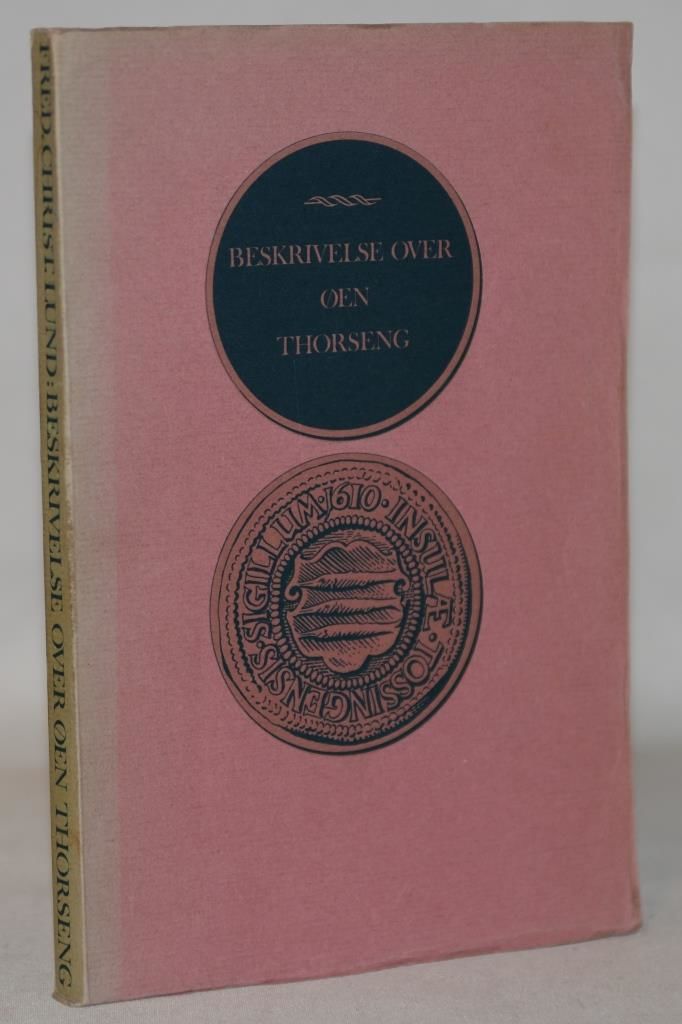 FRED. CHRIST. LUND: BESKRIVELSE OVER ØEN THORSENG
BESKRIVELSE OVER
ØEN
THORSENG
SIGILLUM · 1610 · INSULÆ · TOSSINGENSIS ·